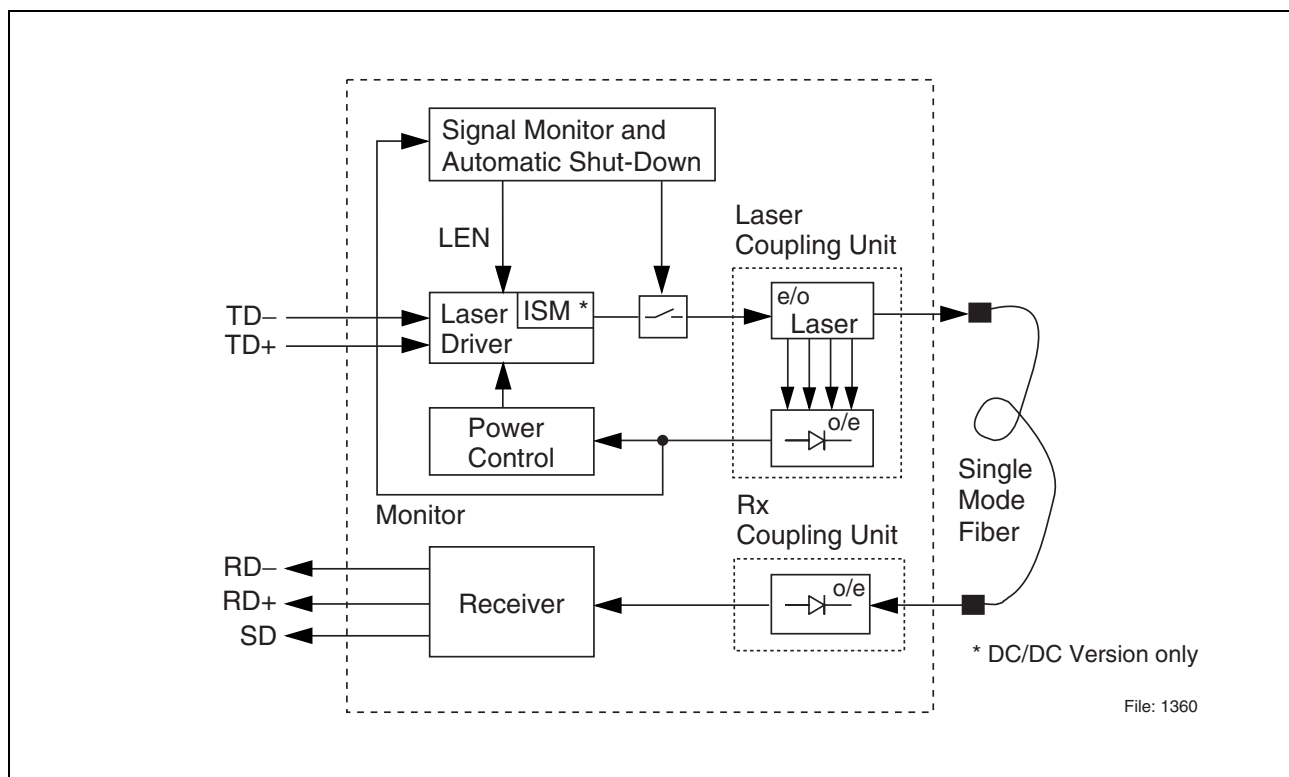 Signal Monitor and
Automatic Shut-Down
LEN
Laser
Coupling Unit
TD−
TD+
Laser
Driver
ISM *
e/o
Laser
o/e
Power
Control
Monitor
Single
Mode
Fiber
Rx
Coupling Unit
RD−
RD+
SD
Receiver
o/e
* DC/DC Version only
File: 1360